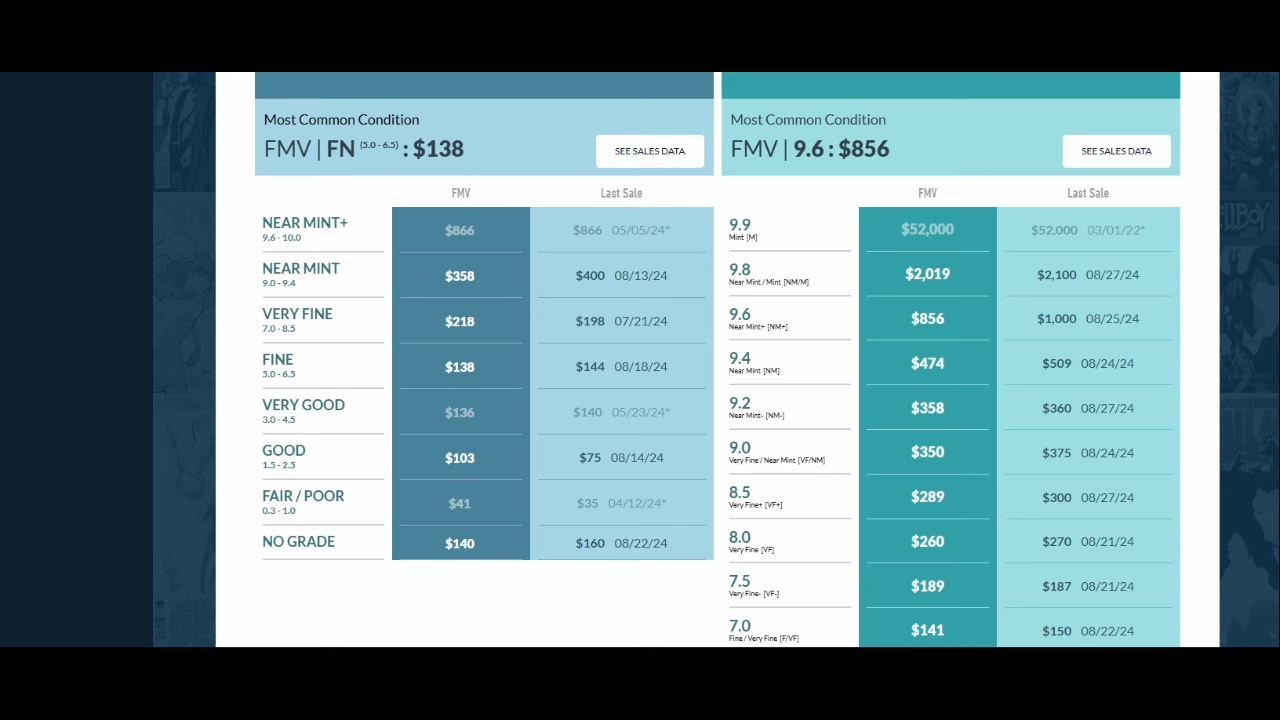 Most Common Condition
FMV | FN (5.0 - 6.5) : $138
SEE SALES DATA
FMV Last Sale
NEAR MINT+ $866 $866 05/05/24*
9.6 - 10.0
NEAR MINT $358 $400 08/13/24
9.0 - 9.4
VERY FINE $218 $198 07/21/24
7.0 - 8.5
FINE $138 $144 08/18/24
5.0 - 6.5
VERY GOOD $136 $140 05/23/24*
3.0 - 4.5
GOOD $103 $75 08/14/24
1.5 - 2.5
FAIR / POOR $41 $35 04/12/24*
0.3 - 1.0
NO GRADE $140 $160 08/22/24
Most Common Condition
FMV | 9.6 : $856
SEE SALES DATA
FMV Last Sale
9.9 $52,000 $52,000 03/01/22*
Mint [M]
9.8 $2,019 $2,100 08/27/24
Near Mint / Mint [NM/M]
9.6 $856 $1,000 08/25/24
Near Mint+ [NM+]
9.4 $474 $509 08/24/24
Near Mint [NM]
9.2 $358 $360 08/27/24
Near Mint- [NM-]
9.0 $350 $375 08/24/24
Very Fine / Near Mint [VF/NM]
8.5 $289 $300 08/27/24
Very Fine+ [VF+]
8.0 $260 $270 08/21/24
Very Fine [VF]
7.5 $189 $187 08/21/24
Very Fine- [VF-]
7.0 $141 $150 08/22/24
Fine / Very Fine [F/VF]